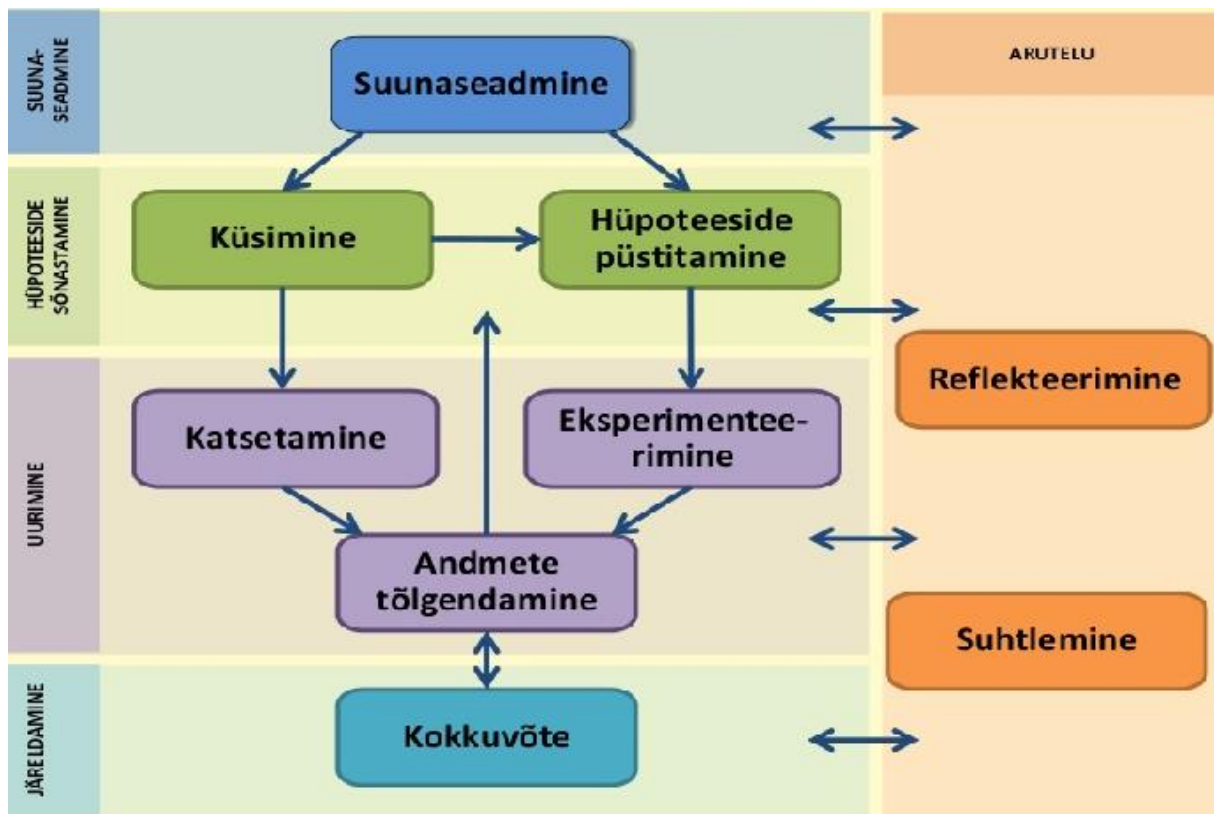 SUUNA-
SEADMINE
Suunaseadmine
ARUTELU
HÜPOTEESIDE
SÕNASTAMINE
Küsimine
Hüpoteeside
püstitamine
Reflekteerimine
UURIMINE
Katsetamine
Eksperimentee-
rimine
Andmete
tõlgendamine
Suhtlemine
JÄRELDAMINE
Kokkuvõte